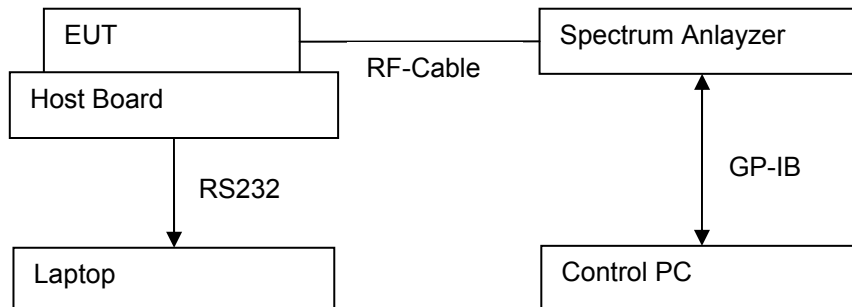 EUT
Spectrum Anlayzer
RF-Cable
Host Board
RS232
GP-IB
Laptop
Control PC